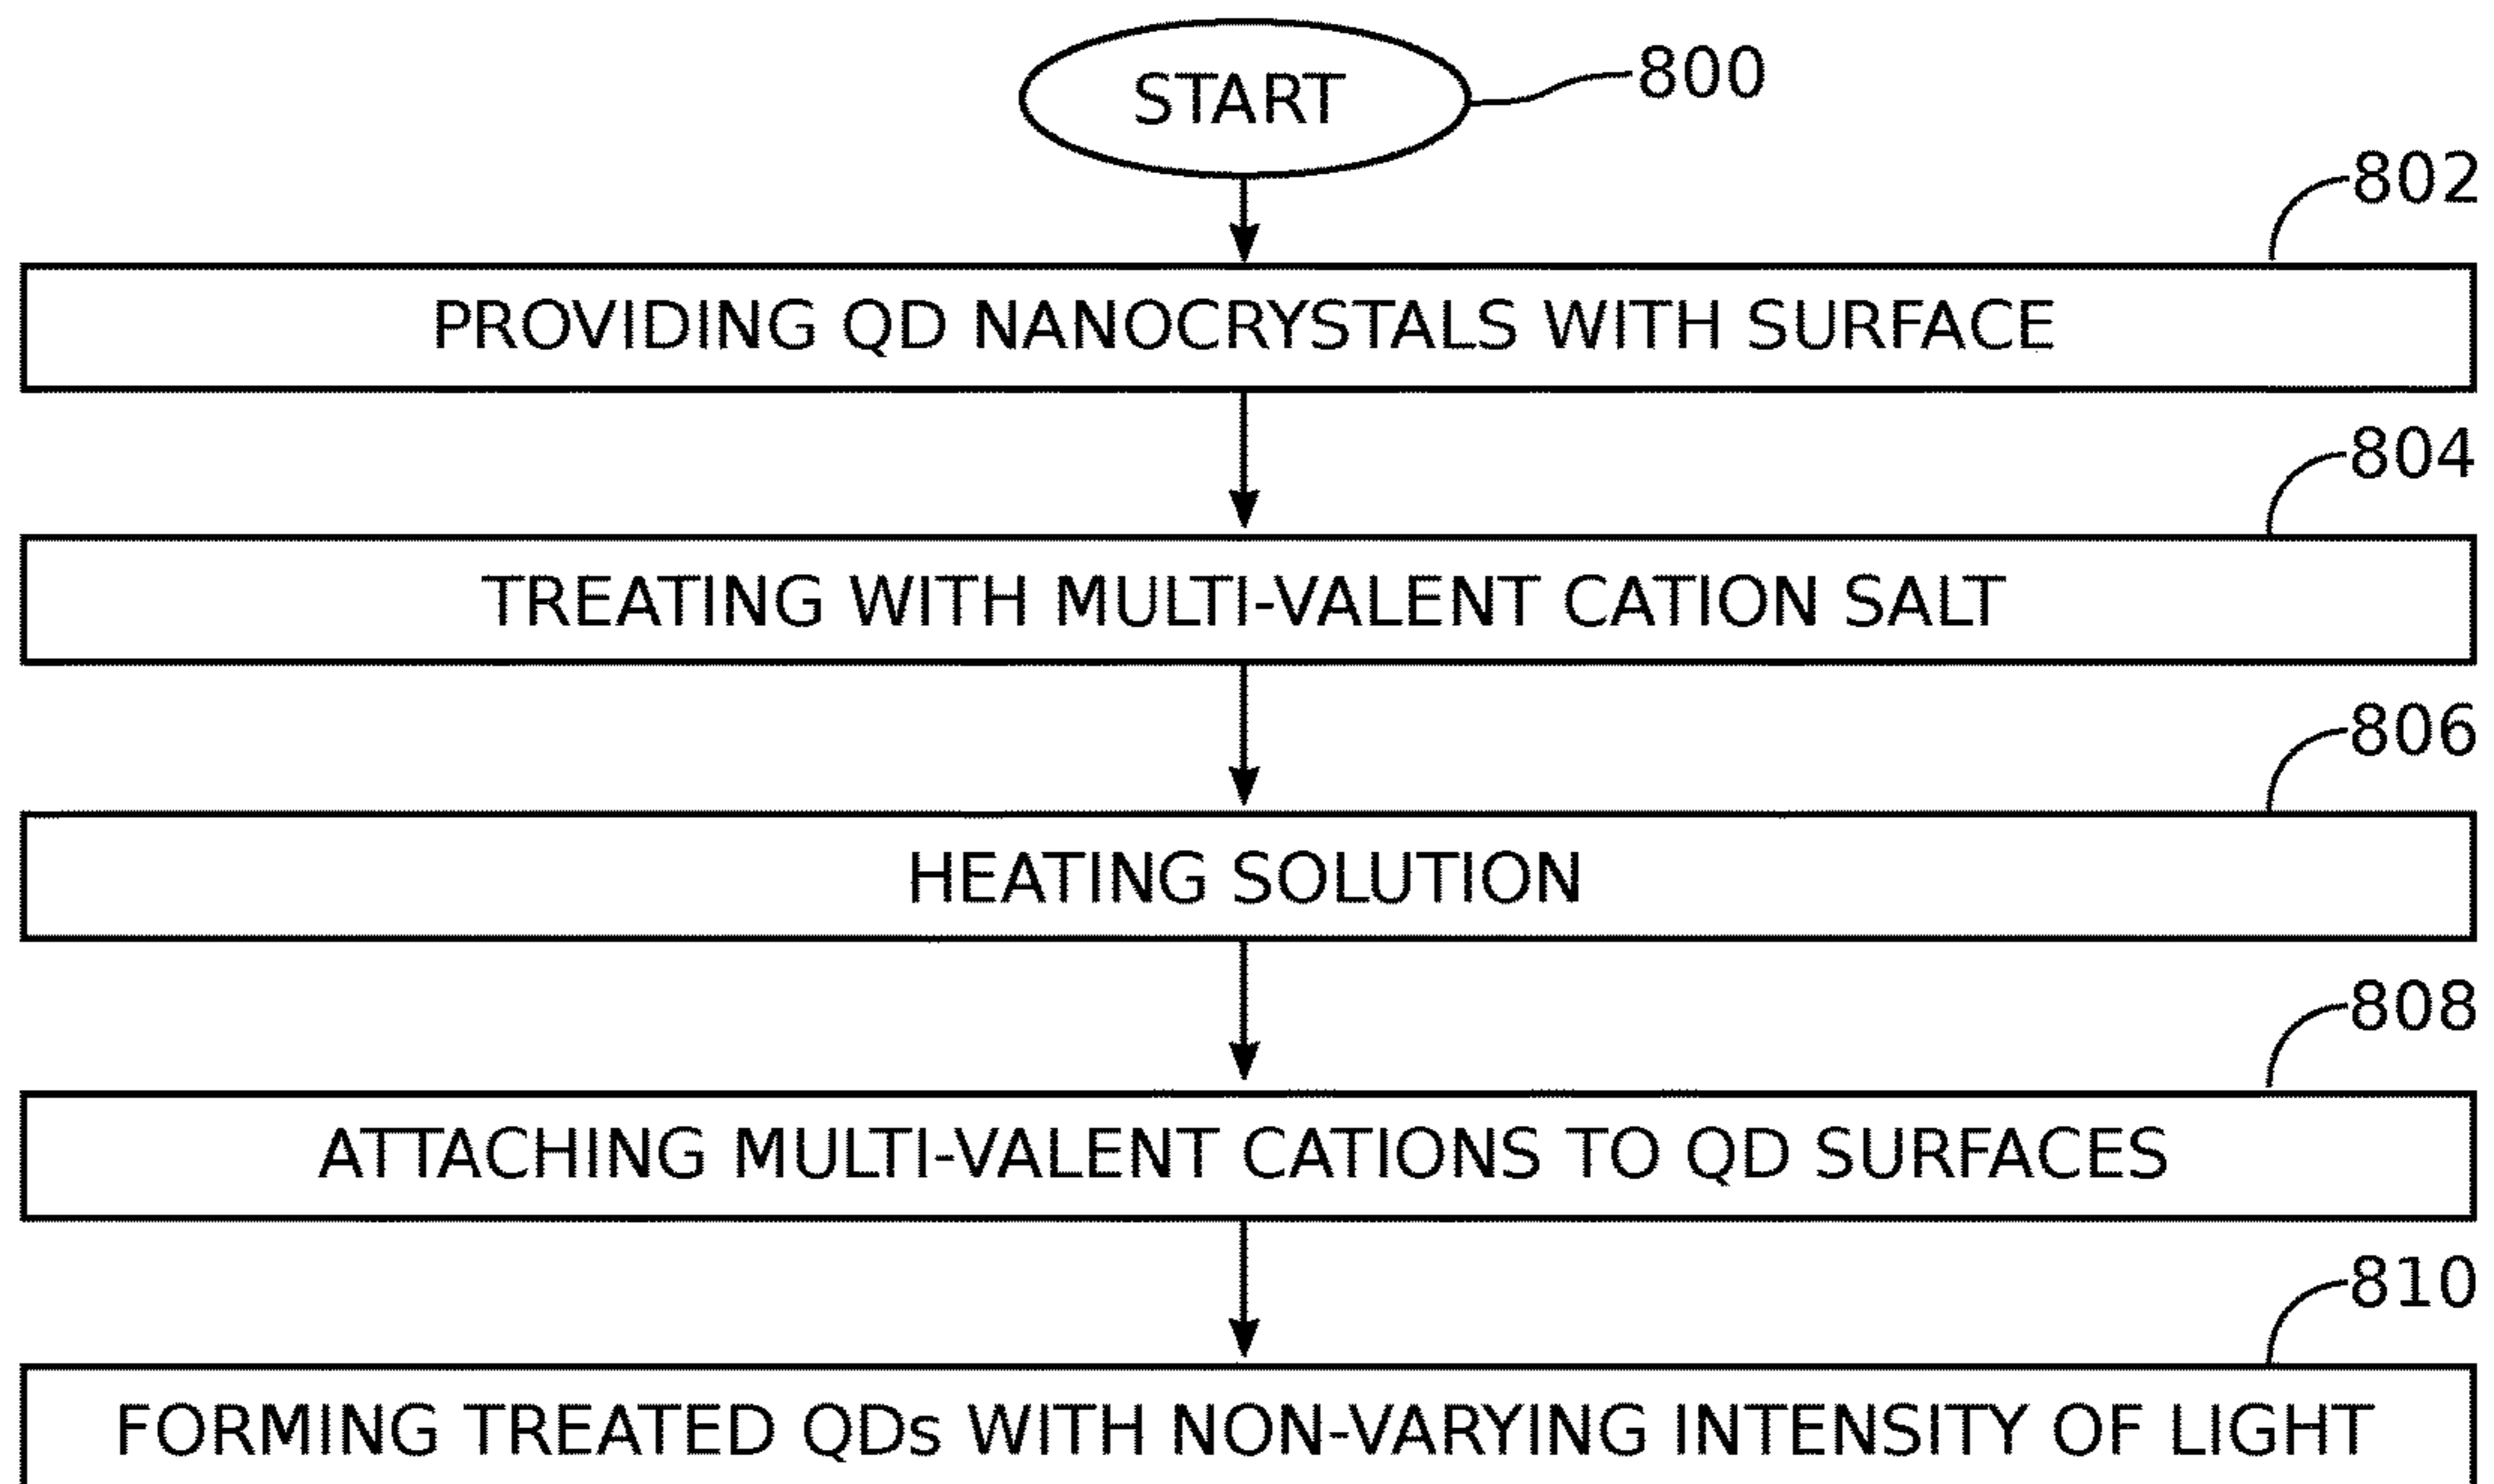 START
800
802
PROVIDING QD NANOCRYSTALS WITH SURFACE
804
TREATING WITH MULTI-VALENT CATION SALT
806
HEATING SOLUTION
808
ATTACHING MULTI-VALENT CATIONS TO QD SURFACES
810
FORMING TREATED QDs WITH NON-VARYING INTENSITY OF LIGHT